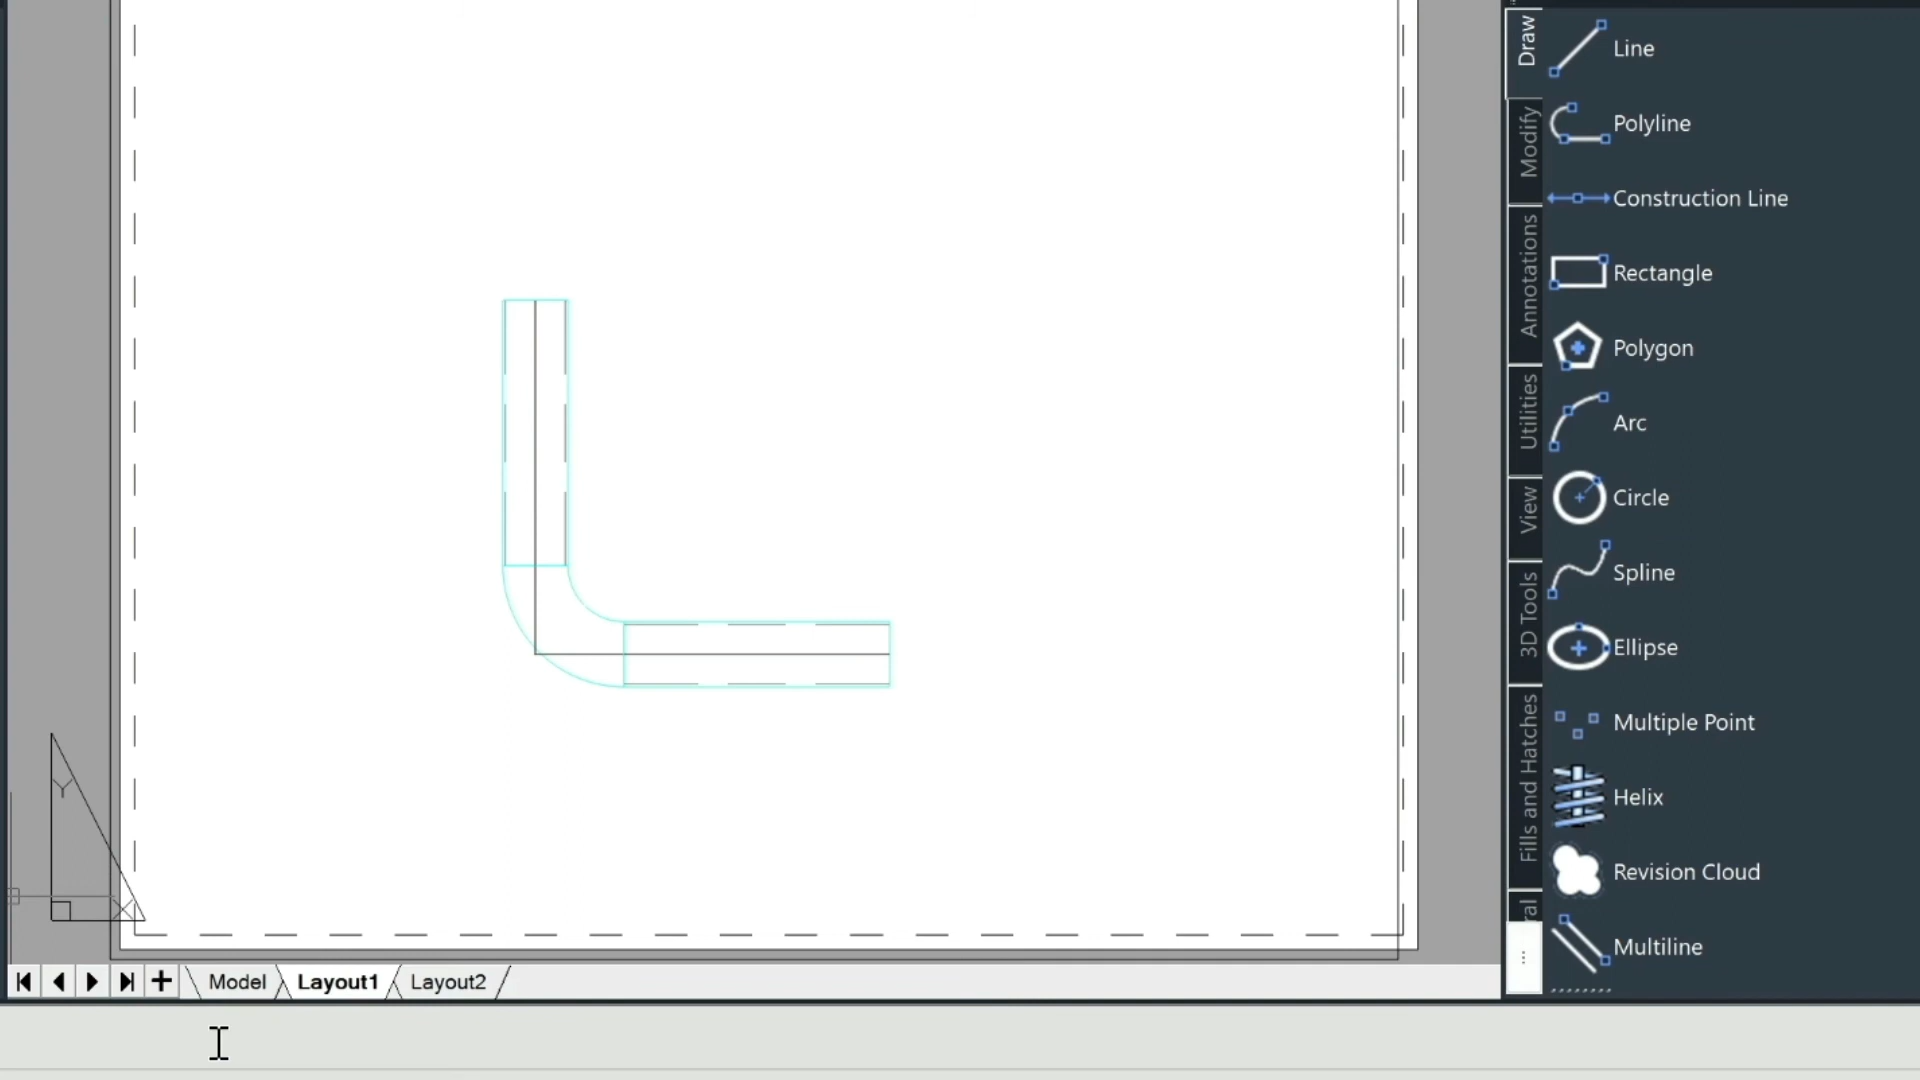 Draw
Modify
Annotations
Utilities
View
3D Tools
Fills and Hatches
Line
Polyline
Construction Line
Rectangle
Polygon
Arc
Circle
Spline
Ellipse
Multiple Point
Helix
Revision Cloud
Multiline
Y
X
Model
Layout1
Layout2